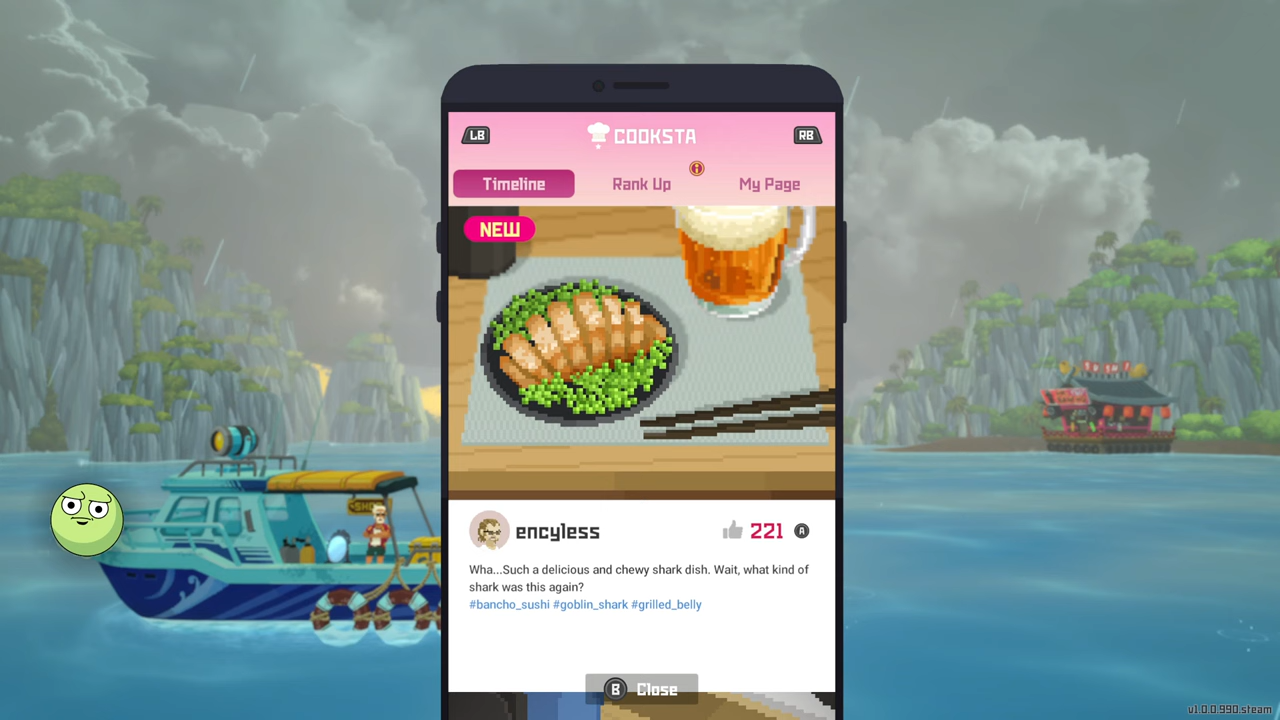 LB
COOKSTA
RB
Timeline
Rank Up
My Page
NEW
encyless
221
A
Wha...Such a delicious and chewy shark dish. Wait, what kind of
shark was this again?
#bancho_sushi #goblin_shark #grilled_belly
SHOP
B Close
v1.0.0.990.steam